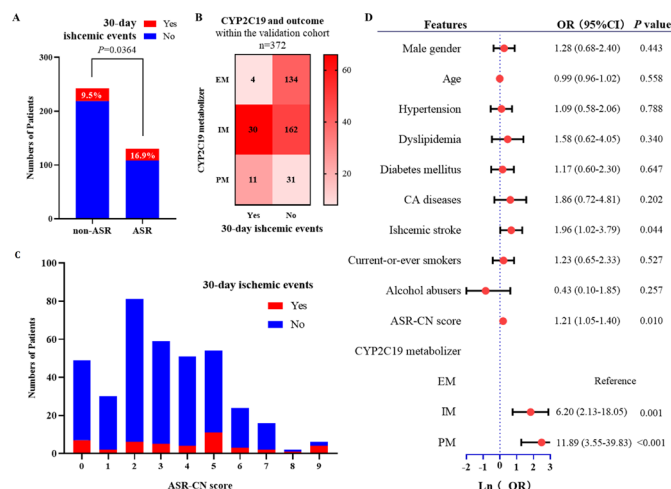 A
30-day
ishcemic events
Yes
No
P=0.0364
Numbers of Patients
300
200
100
0
9.5%
16.9%
non-ASR
ASR
B
CYP2C19 and outcome
within the validation cohort
n=372
CYP2C19 metabolizer
EM
4
134
IM
30
162
PM
11
31
Yes
No
30-day ishcemic events
60
40
20
C
30-day ischemic events
Yes
No
Numbers of Patients
100
80
60
40
20
0
0 1 2 3 4 5 6 7 8 9
ASR-CN score
D
Features OR (95%CI) P value
Male gender 1.28 (0.68-2.40) 0.443
Age 0.99 (0.96-1.02) 0.558
Hypertension 1.09 (0.58-2.06) 0.788
Dyslipidemia 1.58 (0.62-4.05) 0.340
Diabetes mellitus 1.17 (0.60-2.30) 0.647
CA diseases 1.86 (0.72-4.81) 0.202
Ishcemic stroke 1.96 (1.02-3.79) 0.044
Current-or-ever smokers 1.23 (0.65-2.33) 0.527
Alcohol abusers 0.43 (0.10-1.85) 0.257
ASR-CN score 1.21 (1.05-1.40) 0.010
CYP2C19 metabolizer
EM Reference
IM 6.20 (2.13-18.05) 0.001
PM 11.89 (3.55-39.83) <0.001
-2 -1 0 1 2 3
Ln ( OR)